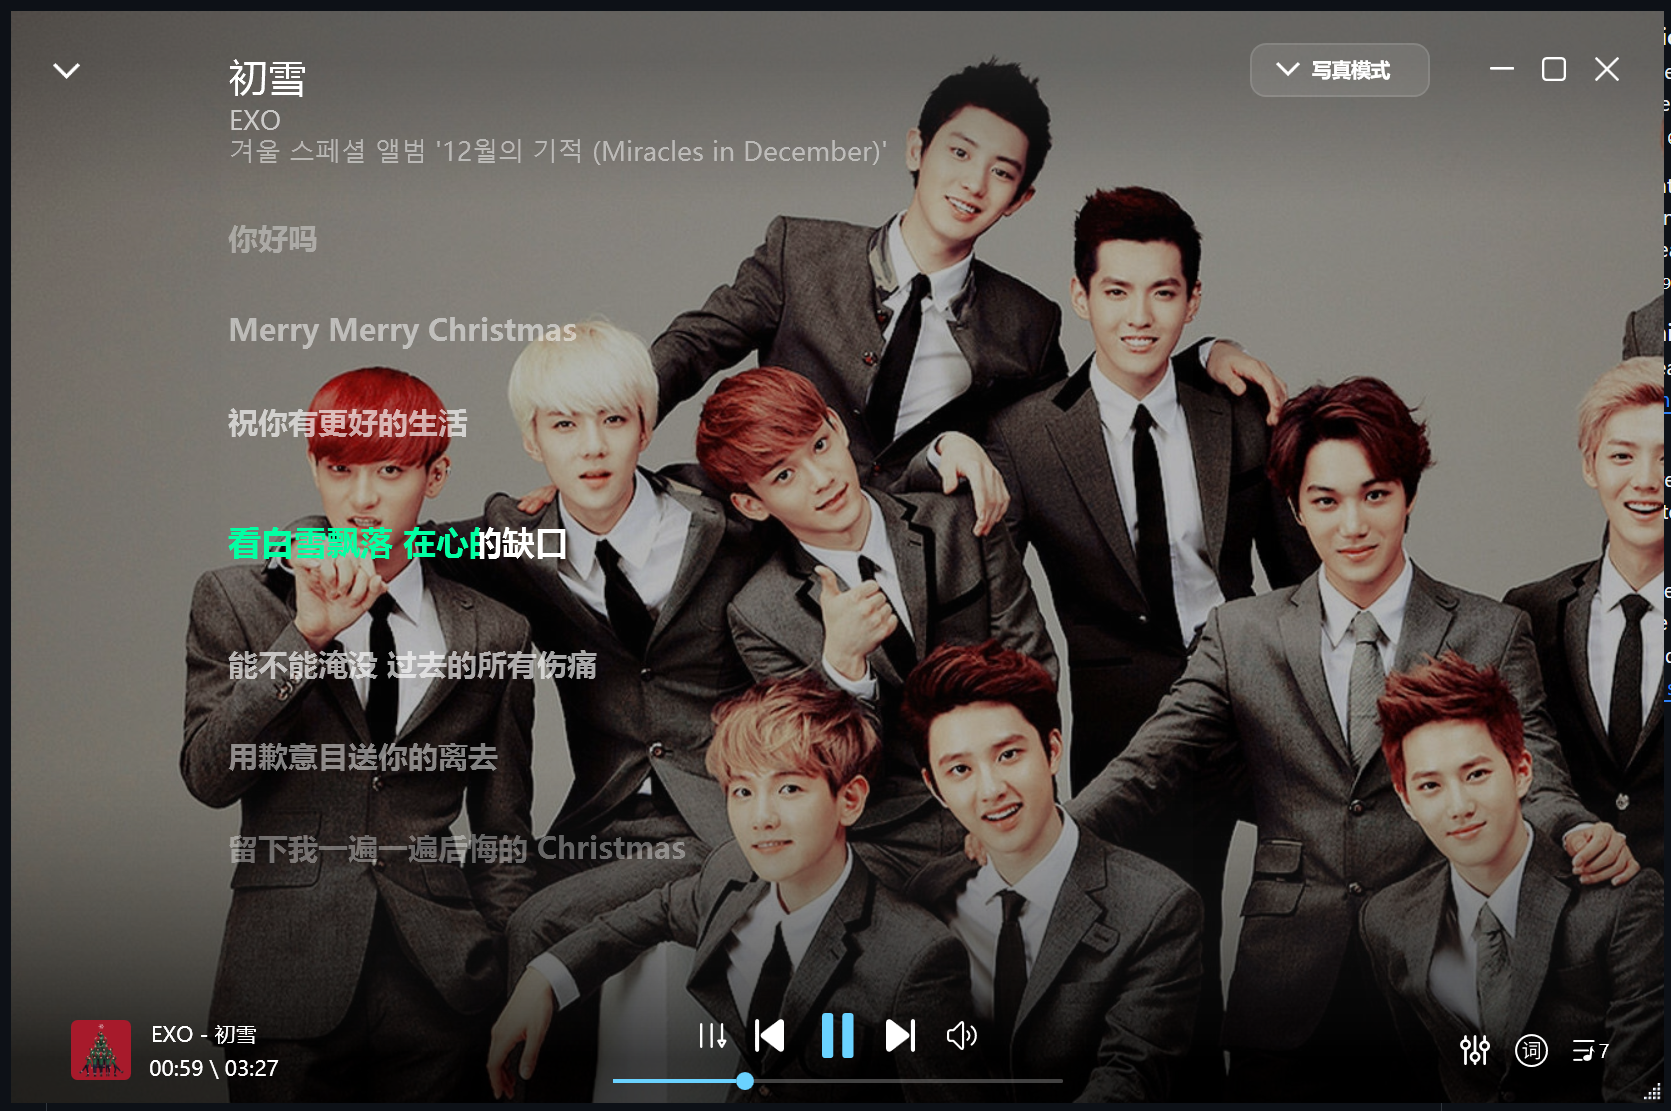 初雪
写真模式
EXO
겨울 스페셜 앨범 '12월의 기적 (Miracles in December)'
你好吗
Merry Merry Christmas
祝你有更好的生活
看白雪飘落 在心的缺口
能不能淹没 过去的所有伤痛
用歉意目送你的离去
留下我一遍一遍后悔的 Christmas
EXO - 初雪
00:59 \ 03:27
词
7